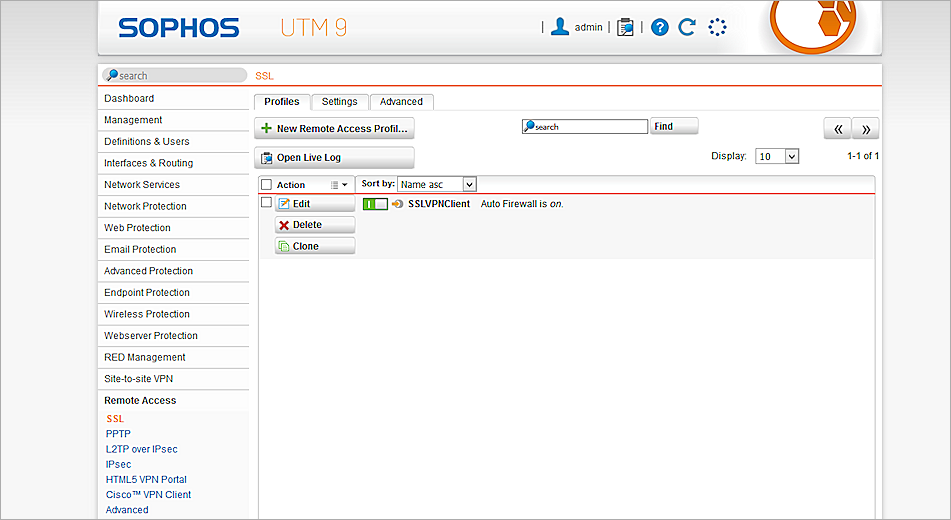 SOPHOS UTM 9
| admin | | ?
search
SSL
Dashboard
Management
Definitions & Users
Interfaces & Routing
Network Services
Network Protection
Web Protection
Email Protection
Advanced Protection
Endpoint Protection
Wireless Protection
Webserver Protection
RED Management
Site-to-site VPN
Remote Access
SSL
PPTP
L2TP over IPsec
IPsec
HTML5 VPN Portal
Cisco™ VPN Client
Advanced
Profiles Settings Advanced
New Remote Access Profil...
search Find « »
Open Live Log
Display: 10 1-1 of 1
Action Sort by: Name asc
Edit SSLVPNClient Auto Firewall is on.
Delete
Clone